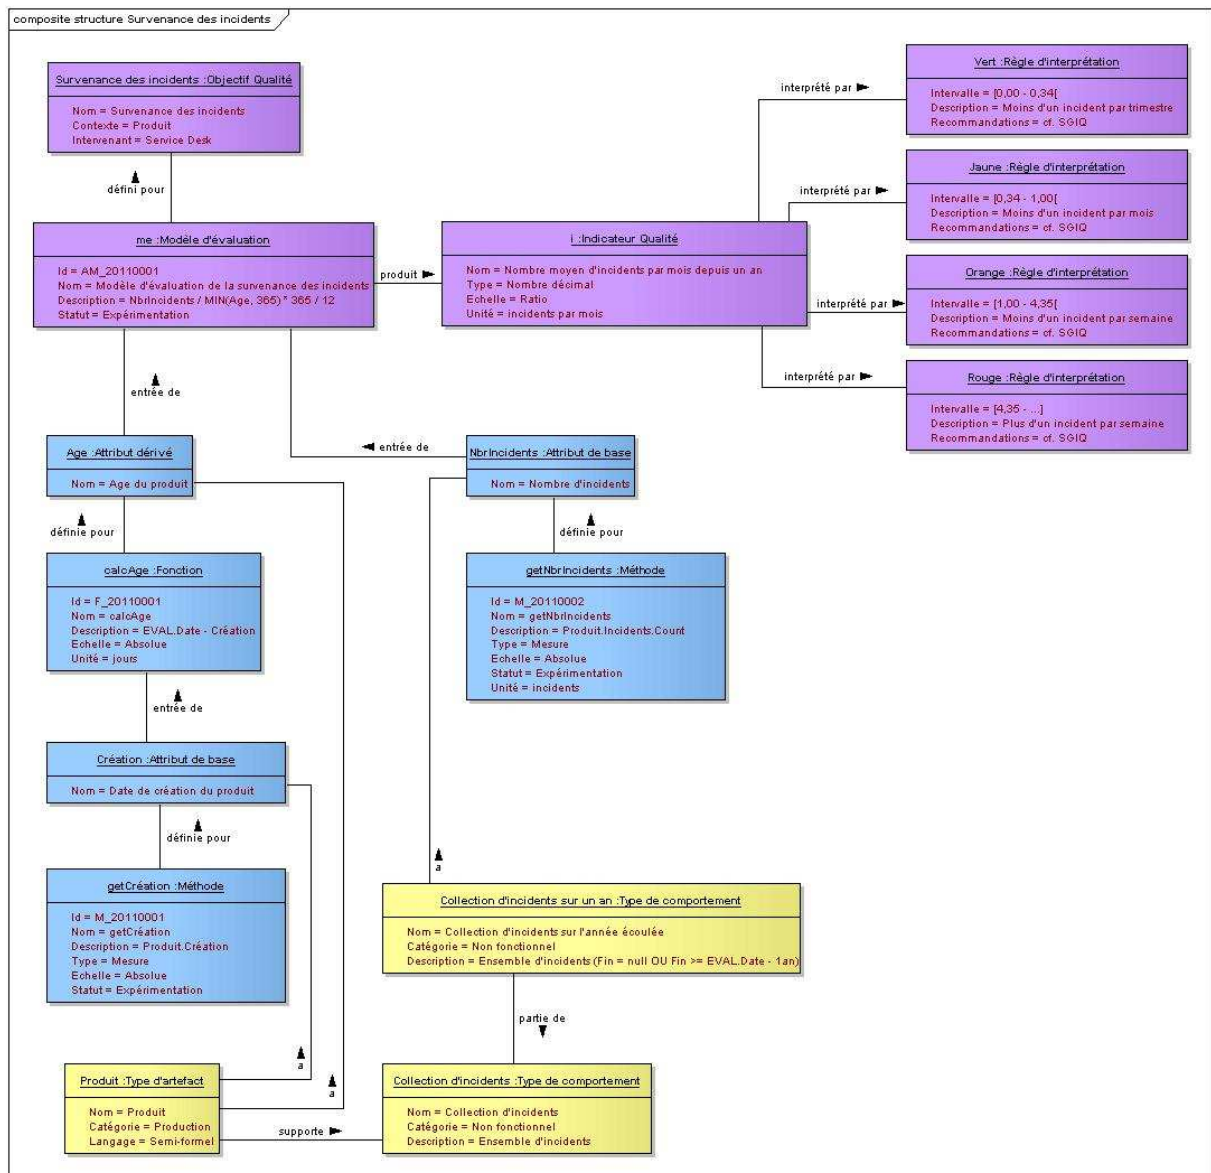 composite structure Survenance des incidents
Survenance des incidents :Objectif Qualité
Nom = Survenance des incidents
Contexte = Produit
Intervenant = Service Desk
défini pour
me :Modèle d'évaluation
Id = AM_20110001
Nom = Modèle d'évaluation de la survenance des incidents
Description = NbrIncidents / MIN(Age, 365) * 365 / 12
Statut = Expérimentation
produit
i :Indicateur Qualité
Nom = Nombre moyen d'incidents par mois depuis un an
Type = Nombre décimal
Echelle = Ratio
Unité = incidents par mois
interprété par
Vert :Règle d'interprétation
Intervalle = [0,00 - 0,34[
Description = Moins d'un incident par trimestre
Recommandations = cf. SGIQ
interprété par
Jaune :Règle d'interprétation
Intervalle = [0,34 - 1,00[
Description = Moins d'un incident par mois
Recommandations = cf. SGIQ
interprété par
Orange :Règle d'interprétation
Intervalle = [1,00 - 4,35[
Description = Moins d'un incident par semaine
Recommandations = cf. SGIQ
interprété par
Rouge :Règle d'interprétation
Intervalle = [4,35 - ...]
Description = Plus d'un incident par semaine
Recommandations = cf. SGIQ
entrée de
Age :Attribut dérivé
Nom = Age du produit
définie pour
calcAge :Fonction
Id = F_20110001
Nom = calcAge
Description = EVAL.Date - Création
Echelle = Absolue
Unité = jours
entrée de
Création :Attribut de base
Nom = Date de création du produit
définie pour
getCréation :Méthode
Id = M_20110001
Nom = getCréation
Description = Produit.Création
Type = Mesure
Echelle = Absolue
Statut = Expérimentation
entrée de
NbrIncidents :Attribut de base
Nom = Nombre d'incidents
définie pour
getNbrIncidents :Méthode
Id = M_20110002
Nom = getNbrIncidents
Description = Produit.Incidents.Count
Type = Mesure
Echelle = Absolue
Statut = Expérimentation
Unité = incidents
a
Collection d'incidents sur un an :Type de comportement
Nom = Collection d'incidents sur l'année écoulée
Catégorie = Non fonctionnel
Description = Ensemble d'incidents (Fin = null OU Fin >= EVAL.Date - 1an)
partie de
a
a
Produit :Type d'artefact
Nom = Produit
Catégorie = Production
Langage = Semi-formel
supporte
Collection d'incidents :Type de comportement
Nom = Collection d'incidents
Catégorie = Non fonctionnel
Description = Ensemble d'incidents